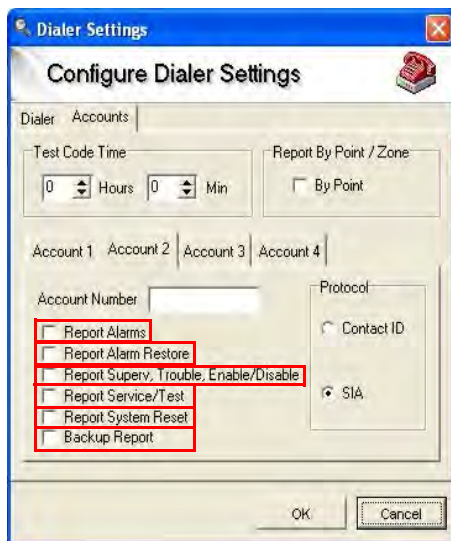 Dialer Settings
Configure Dialer Settings
Dialer Accounts
Test Code Time
Report By Point / Zone
0 Hours 0 Min
By Point
Account 1 Account 2 Account 3 Account 4
Account Number
Protocol
Report Alarms
Contact ID
Report Alarm Restore
Report Superv, Trouble, Enable/Disable
Report Service/Test
SIA
Report System Reset
Backup Report
OK Cancel